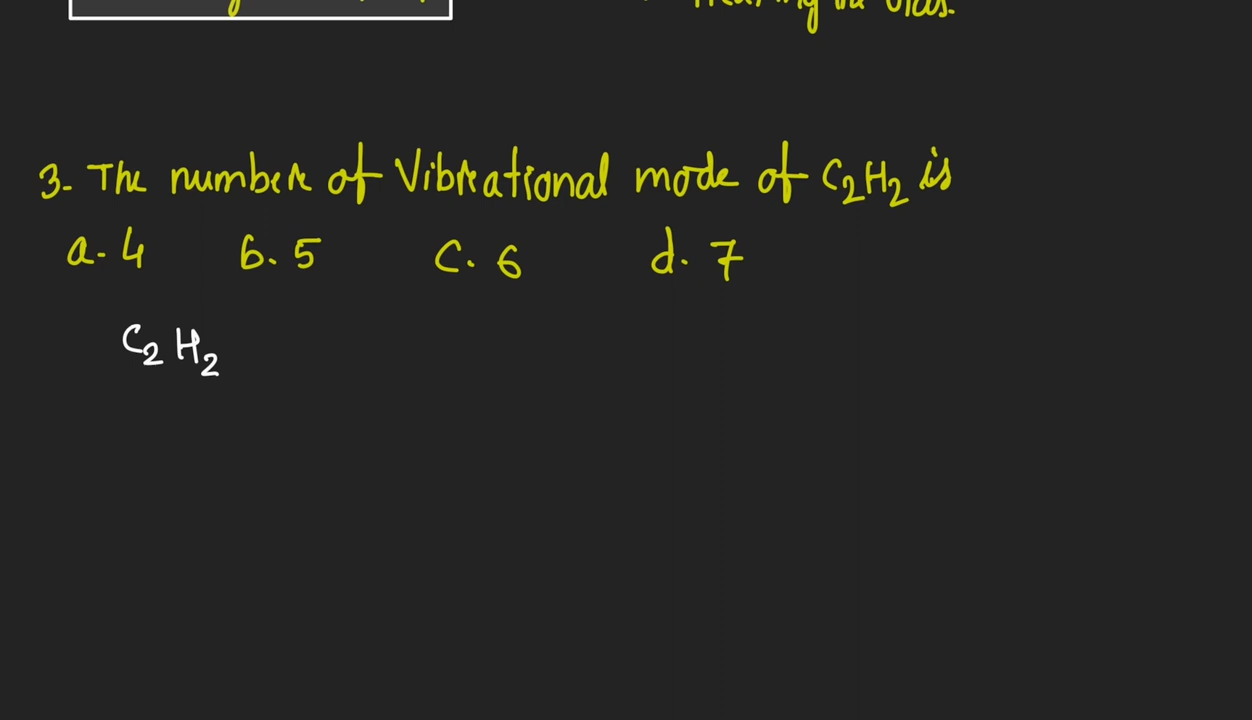 3. The number of Vibrational mode of C₂H₂ is
a. 4 b. 5 c. 6 d. 7
C₂H₂